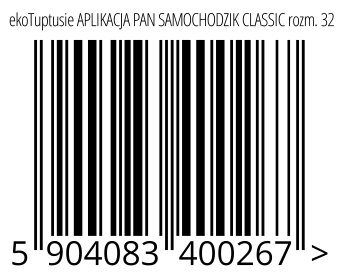 ekoTuptusie APLIKACJA PAN SAMOCHODZIK CLASSIC rozm. 32
5 904083 400267 >